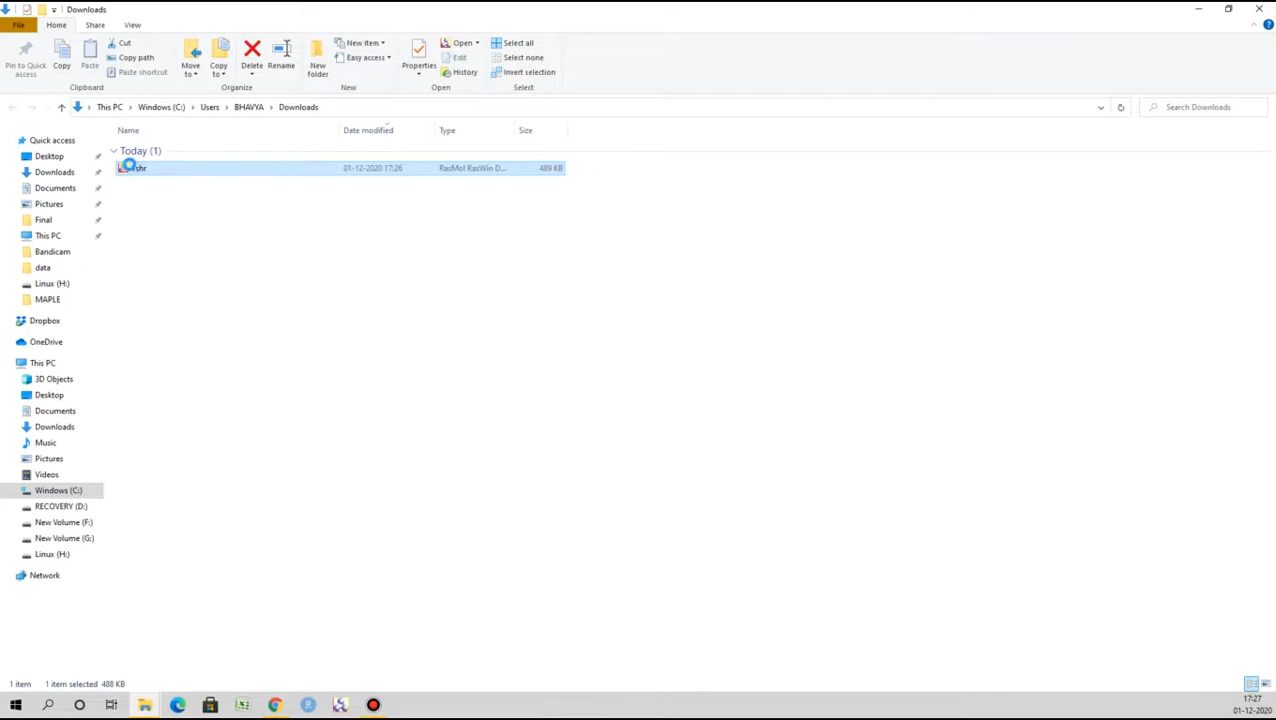 Downloads
File Home Share View
Pin to Quick access
Copy
Paste
Cut
Copy path
Paste shortcut
Clipboard
Move to
Copy to
Delete
Rename
Organize
New folder
New item
Easy access
New
Properties
Open
Edit
History
Open
Select all
Select none
Invert selection
Select
This PC Windows (C:) Users BHAVYA Downloads
Search Downloads
Name Date modified Type Size
Today (1)
01-12-2020 17:26 RasMol RasWin D... 489 KB
Quick access
Desktop
Downloads
Documents
Pictures
Final
This PC
Bandicam
data
Linux (H:)
MAPLE
Dropbox
OneDrive
This PC
3D Objects
Desktop
Documents
Downloads
Music
Pictures
Videos
Windows (C:)
RECOVERY (D:)
New Volume (F:)
New Volume (G:)
Linux (H:)
Network
1 item 1 item selected 488 KB
17:27
01-12-2020